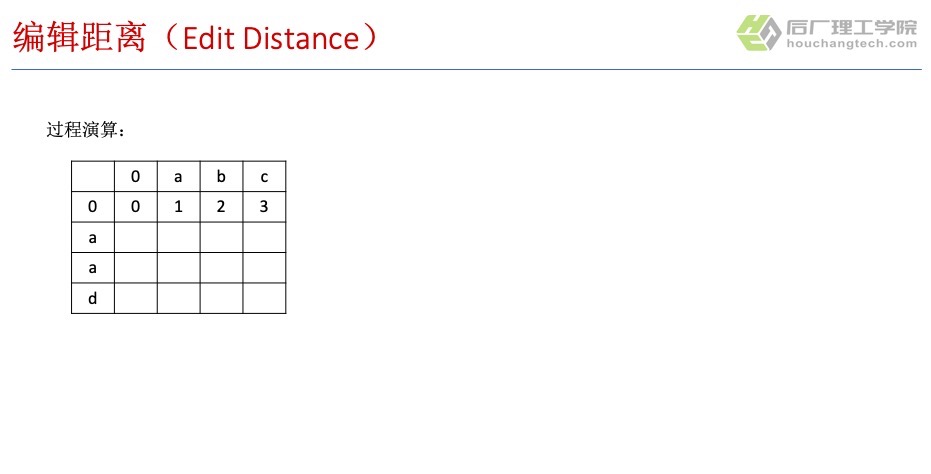 编辑距离（Edit Distance）
后厂理工学院
houchangtech.com
过程演算：
0 a b c
0 0 1 2 3
a
a
d